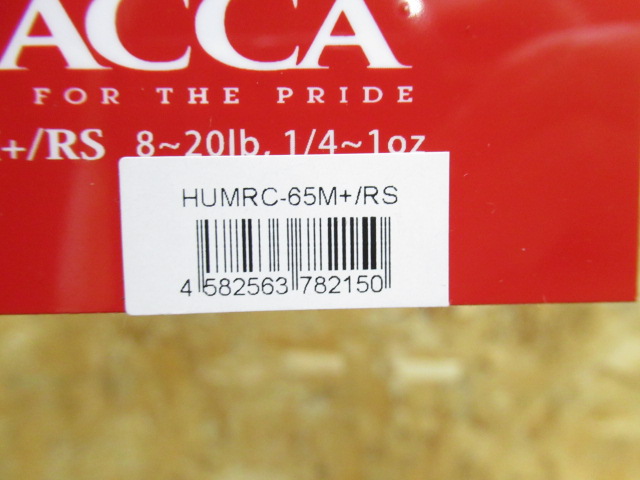 ACCA
FOR THE PRIDE
+/RS 8~20lb, 1/4~1oz
HUMRC-65M+/RS
4 582563 782150